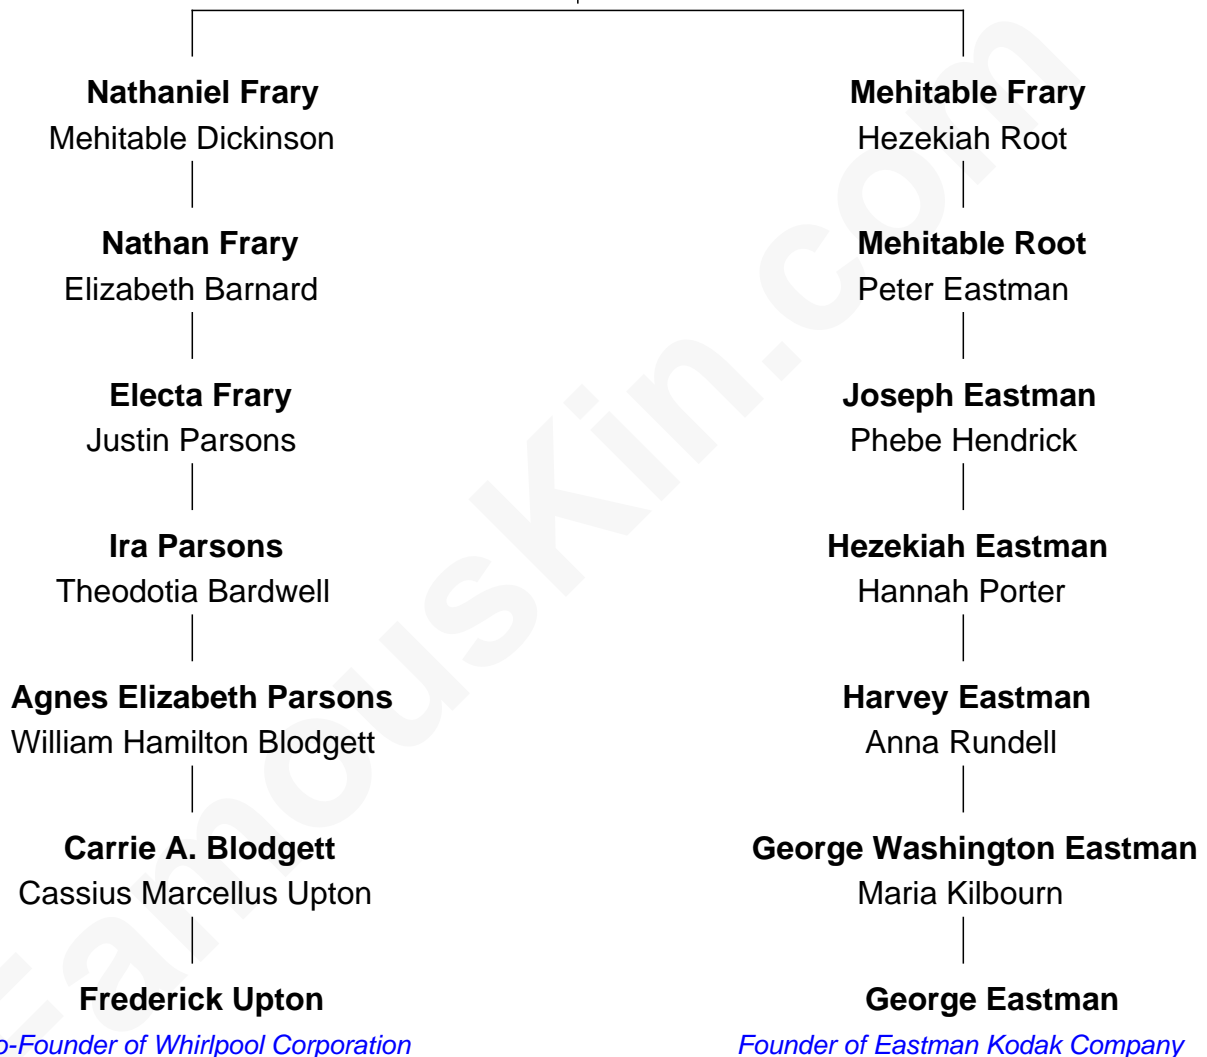 Nathaniel Frary
Mehitable Dickinson
Mehitable Frary
Hezekiah Root
Nathan Frary
Elizabeth Barnard
Mehitable Root
Peter Eastman
Electa Frary
Justin Parsons
Joseph Eastman
Phebe Hendrick
Ira Parsons
Theodotia Bardwell
Hezekiah Eastman
Hannah Porter
Agnes Elizabeth Parsons
William Hamilton Blodgett
Harvey Eastman
Anna Rundell
Carrie A. Blodgett
Cassius Marcellus Upton
George Washington Eastman
Maria Kilbourn
Frederick Upton
o-Founder of Whirlpool Corporation
George Eastman
Founder of Eastman Kodak Company
FamousKin.com